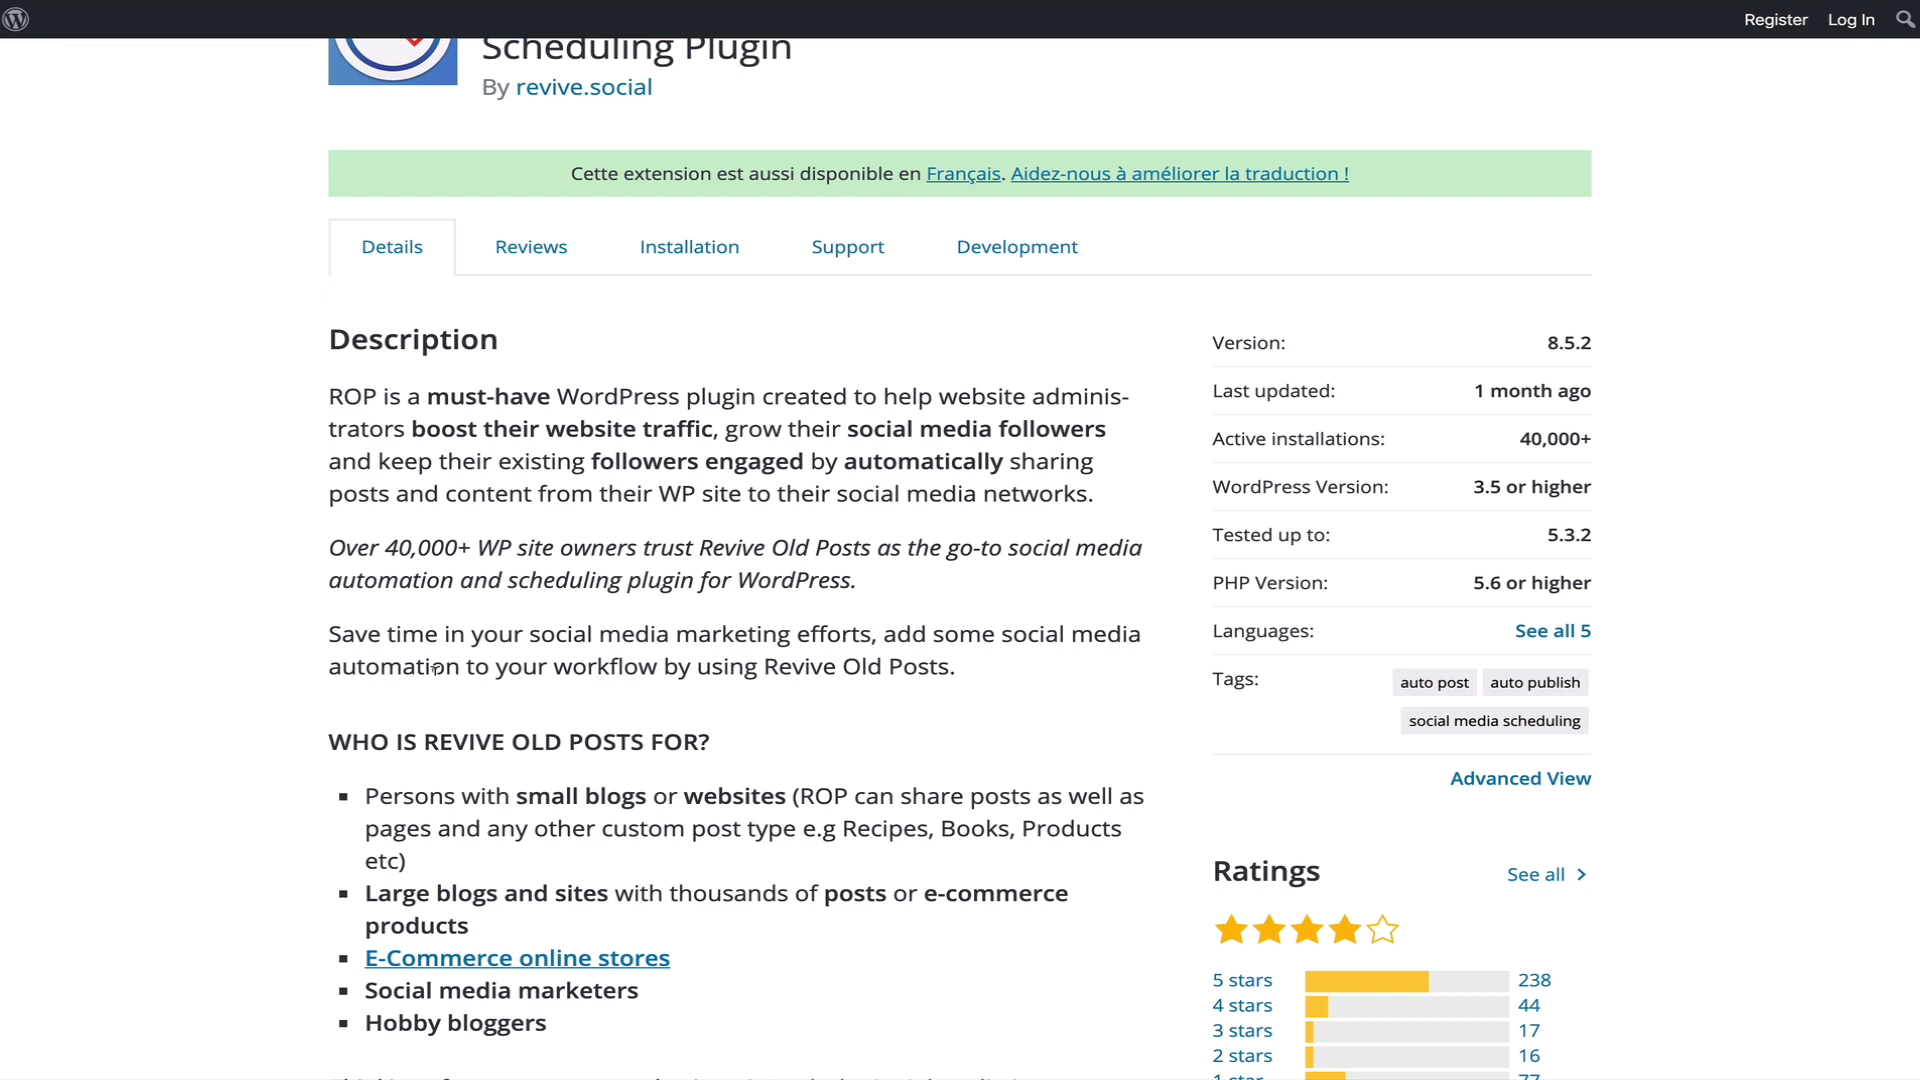 Register Log In
Scheduling Plugin
By revive.social
Cette extension est aussi disponible en Français. Aidez-nous à améliorer la traduction !
Details Reviews Installation Support Development
Description
ROP is a must-have WordPress plugin created to help website adminis-
trators boost their website traffic, grow their social media followers
and keep their existing followers engaged by automatically sharing
posts and content from their WP site to their social media networks.
Over 40,000+ WP site owners trust Revive Old Posts as the go-to social media
automation and scheduling plugin for WordPress.
Save time in your social media marketing efforts, add some social media
automation to your workflow by using Revive Old Posts.
WHO IS REVIVE OLD POSTS FOR?
Persons with small blogs or websites (ROP can share posts as well as
pages and any other custom post type e.g Recipes, Books, Products
etc)
Large blogs and sites with thousands of posts or e-commerce
products
E-Commerce online stores
Social media marketers
Hobby bloggers
Version: 8.5.2
Last updated: 1 month ago
Active installations: 40,000+
WordPress Version: 3.5 or higher
Tested up to: 5.3.2
PHP Version: 5.6 or higher
Languages: See all 5
Tags: auto post auto publish
social media scheduling
Advanced View
Ratings See all
5 stars 238
4 stars 44
3 stars 17
2 stars 16
1 star 77